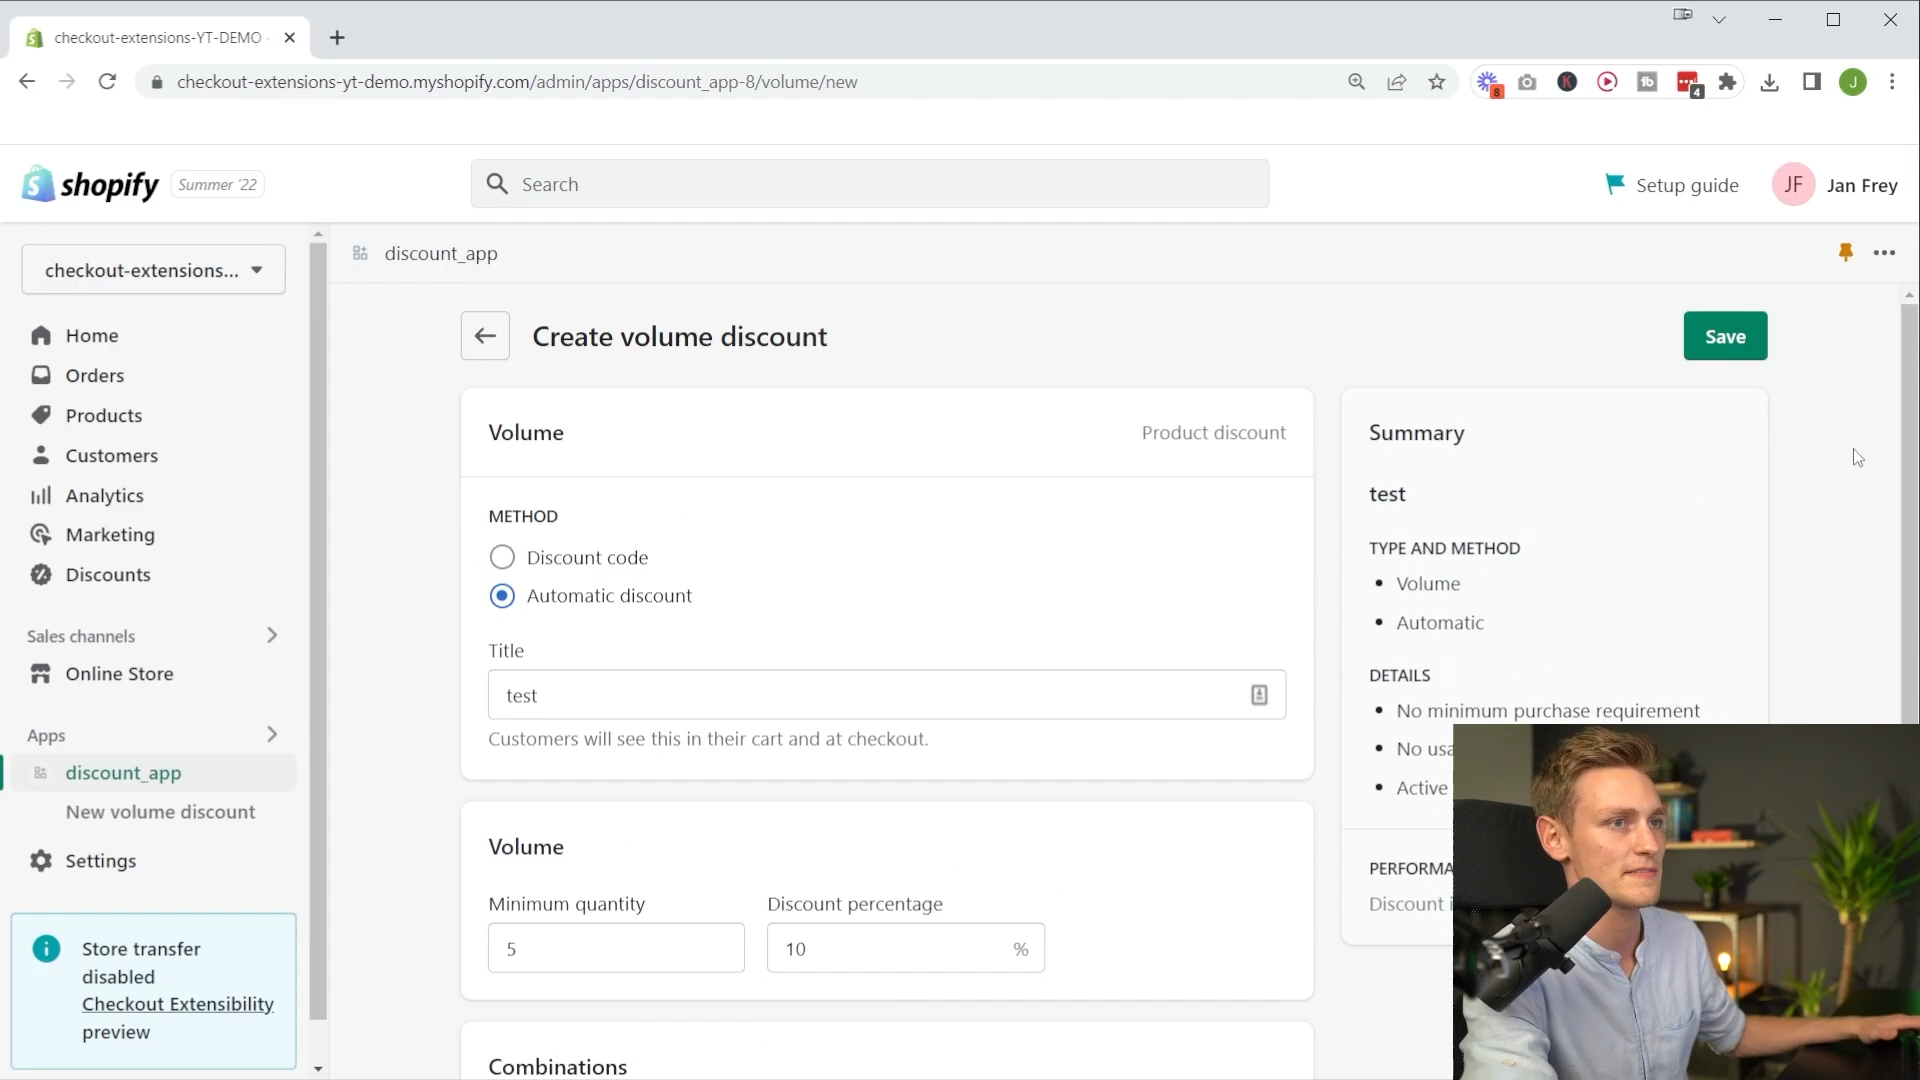 checkout-extensions-YT-DEMO
checkout-extensions-yt-demo.myshopify.com/admin/apps/discount_app-8/volume/new
8
K
tb
4
J
shopify
Summer '22
Search
Setup guide
JF
Jan Frey
checkout-extensions...
Home
Orders
Products
Customers
Analytics
Marketing
Discounts
Sales channels
Online Store
Apps
discount_app
New volume discount
Settings
Store transfer
disabled
Checkout Extensibility
preview
discount_app
Create volume discount
Save
Volume
Product discount
METHOD
Discount code
Automatic discount
Title
test
Customers will see this in their cart and at checkout.
Volume
Minimum quantity
Discount percentage
5
10
%
Combinations
Summary
test
TYPE AND METHOD
• Volume
• Automatic
DETAILS
• No minimum purchase requirement
• No usa
• Active
PERFORMA
Discount i